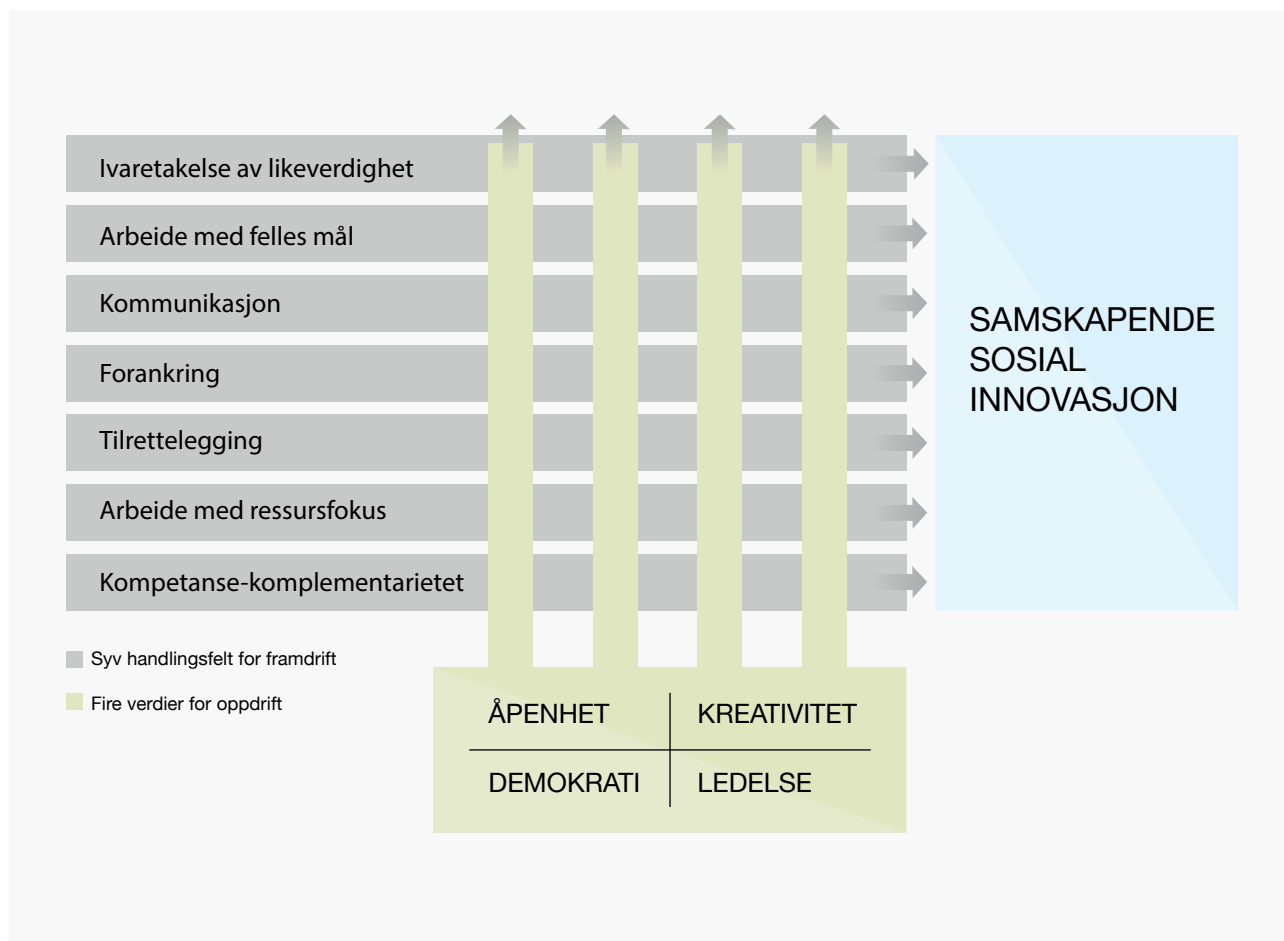 Ivaretakelse av likeverdighet
Arbeide med felles mål
Kommunikasjon
Forankring
Tilrettelegging
Arbeide med ressursfokus
Kompetanse-komplementarietet
SAMSKAPENDE
SOSIAL
INNOVASJON
Syv handlingsfelt for framdrift
Fire verdier for oppdrift
ÅPENHET
KREATIVITET
DEMOKRATI
LEDELSE